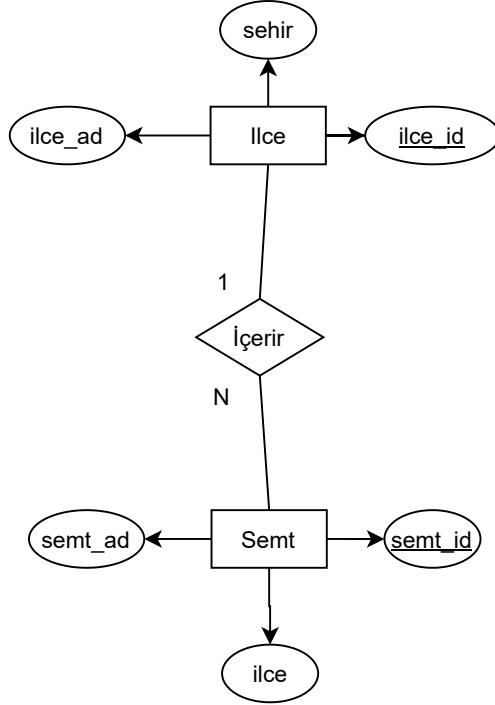 sehir
ilce_ad
Ilce
ilce_id
1
İçerir
N
semt_ad
Semt
semt_id
ilce